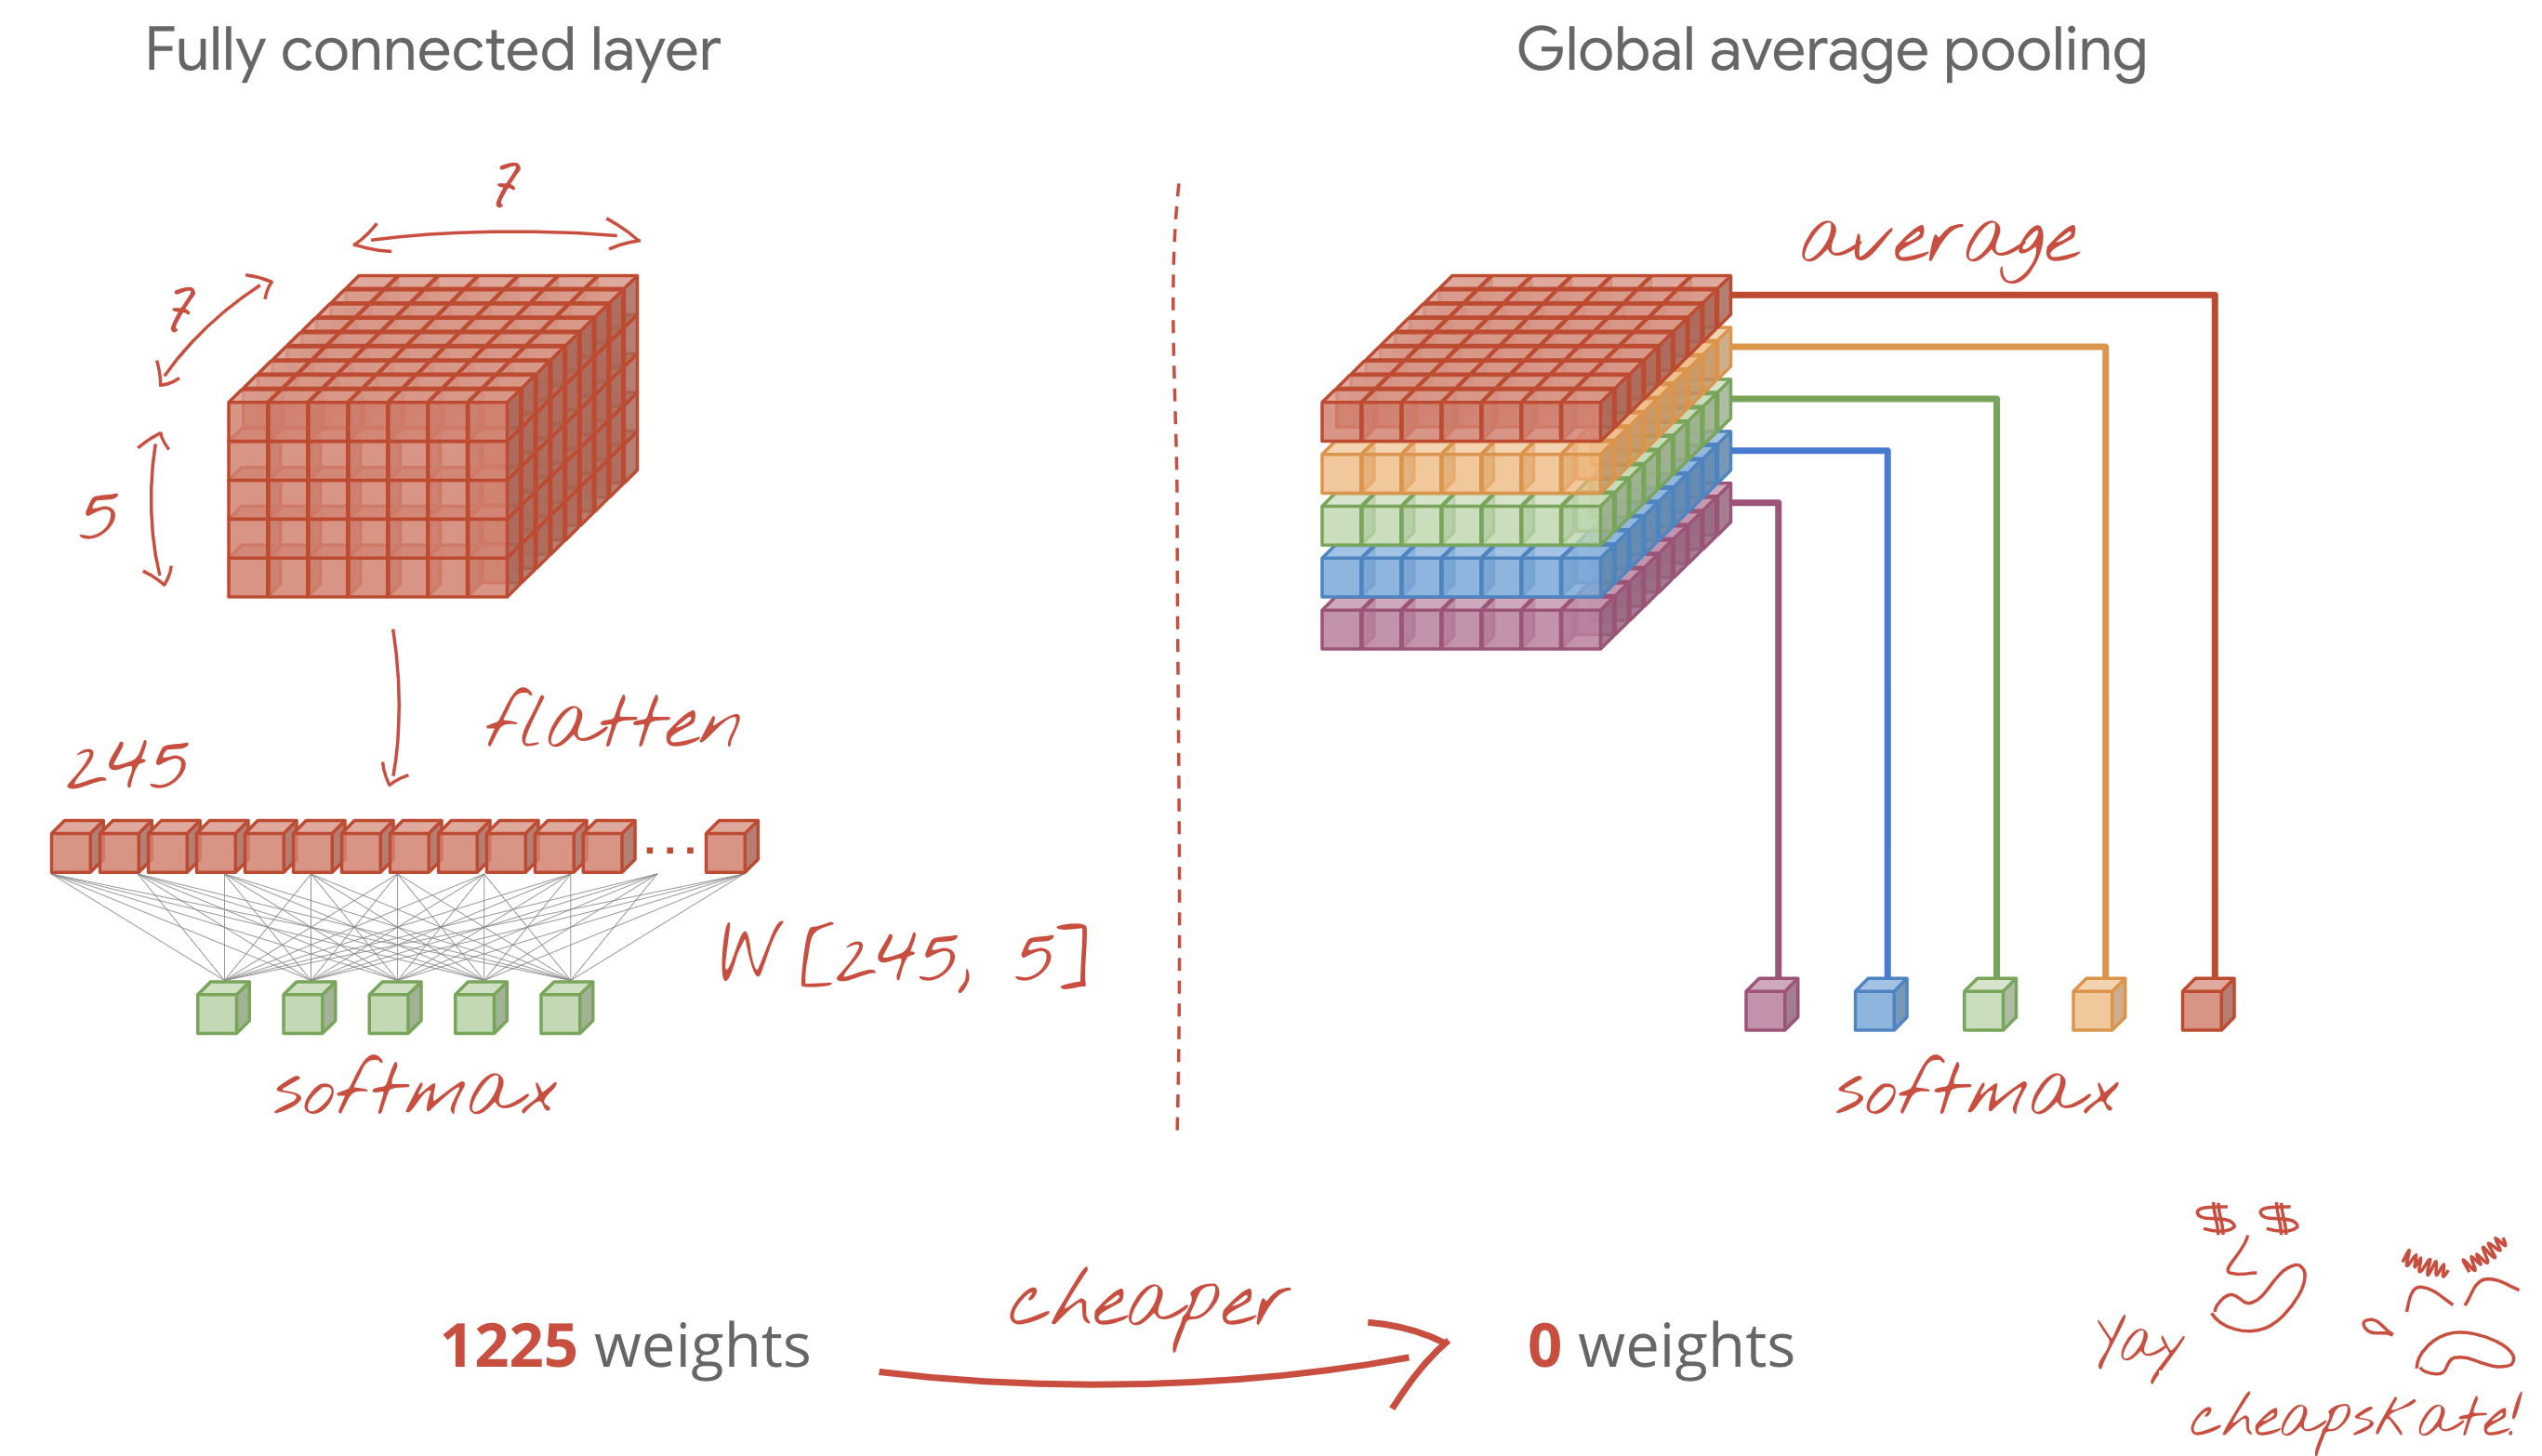 Fully connected layer
7
7
5
flatten
245
...
W [245, 5]
softmax
Global average pooling
average
softmax
1225 weights
cheaper
0 weights
$ $
Yay
cheapskate!